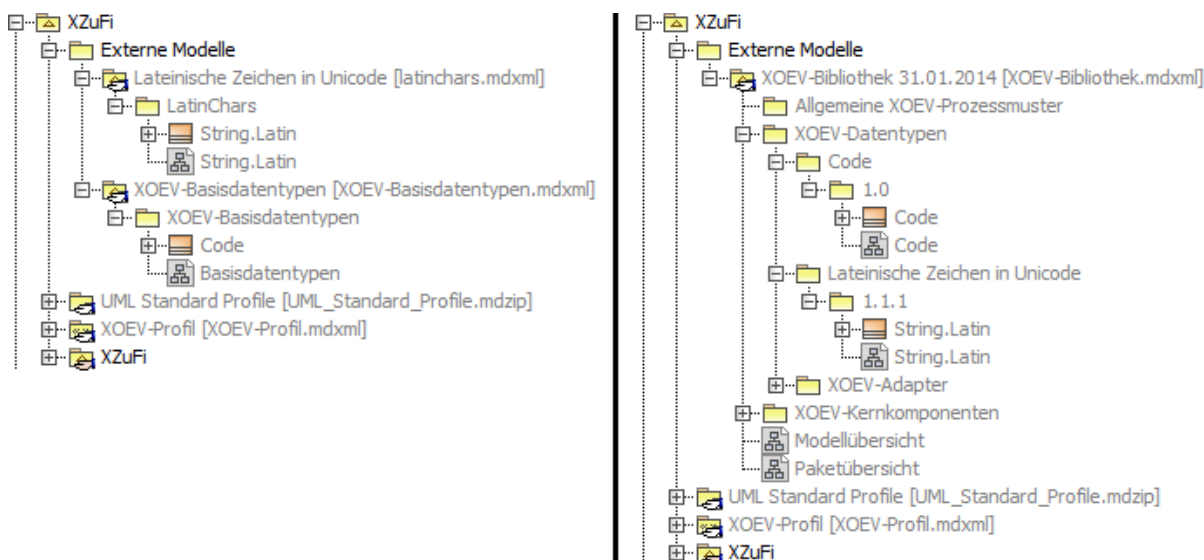 XZuFi
Externe Modelle
Lateinische Zeichen in Unicode [latinchars.mdxml]
LatinChars
String.Latin
String.Latin
XOEV-Basisdatentypen [XOEV-Basisdatentypen.mdxml]
XOEV-Basisdatentypen
Code
Basisdatentypen
UML Standard Profile [UML_Standard_Profile.mdzip]
XOEV-Profil [XOEV-Profil.mdxml]
XZuFi
XZuFi
Externe Modelle
XOEV-Bibliothek 31.01.2014 [XOEV-Bibliothek.mdxml]
Allgemeine XOEV-Prozessmuster
XOEV-Datentypen
Code
1.0
Code
Code
Lateinische Zeichen in Unicode
1.1.1
String.Latin
String.Latin
XOEV-Adapter
XOEV-Kernkomponenten
Modellübersicht
Paketübersicht
UML Standard Profile [UML_Standard_Profile.mdzip]
XOEV-Profil [XOEV-Profil.mdxml]
XZuFi